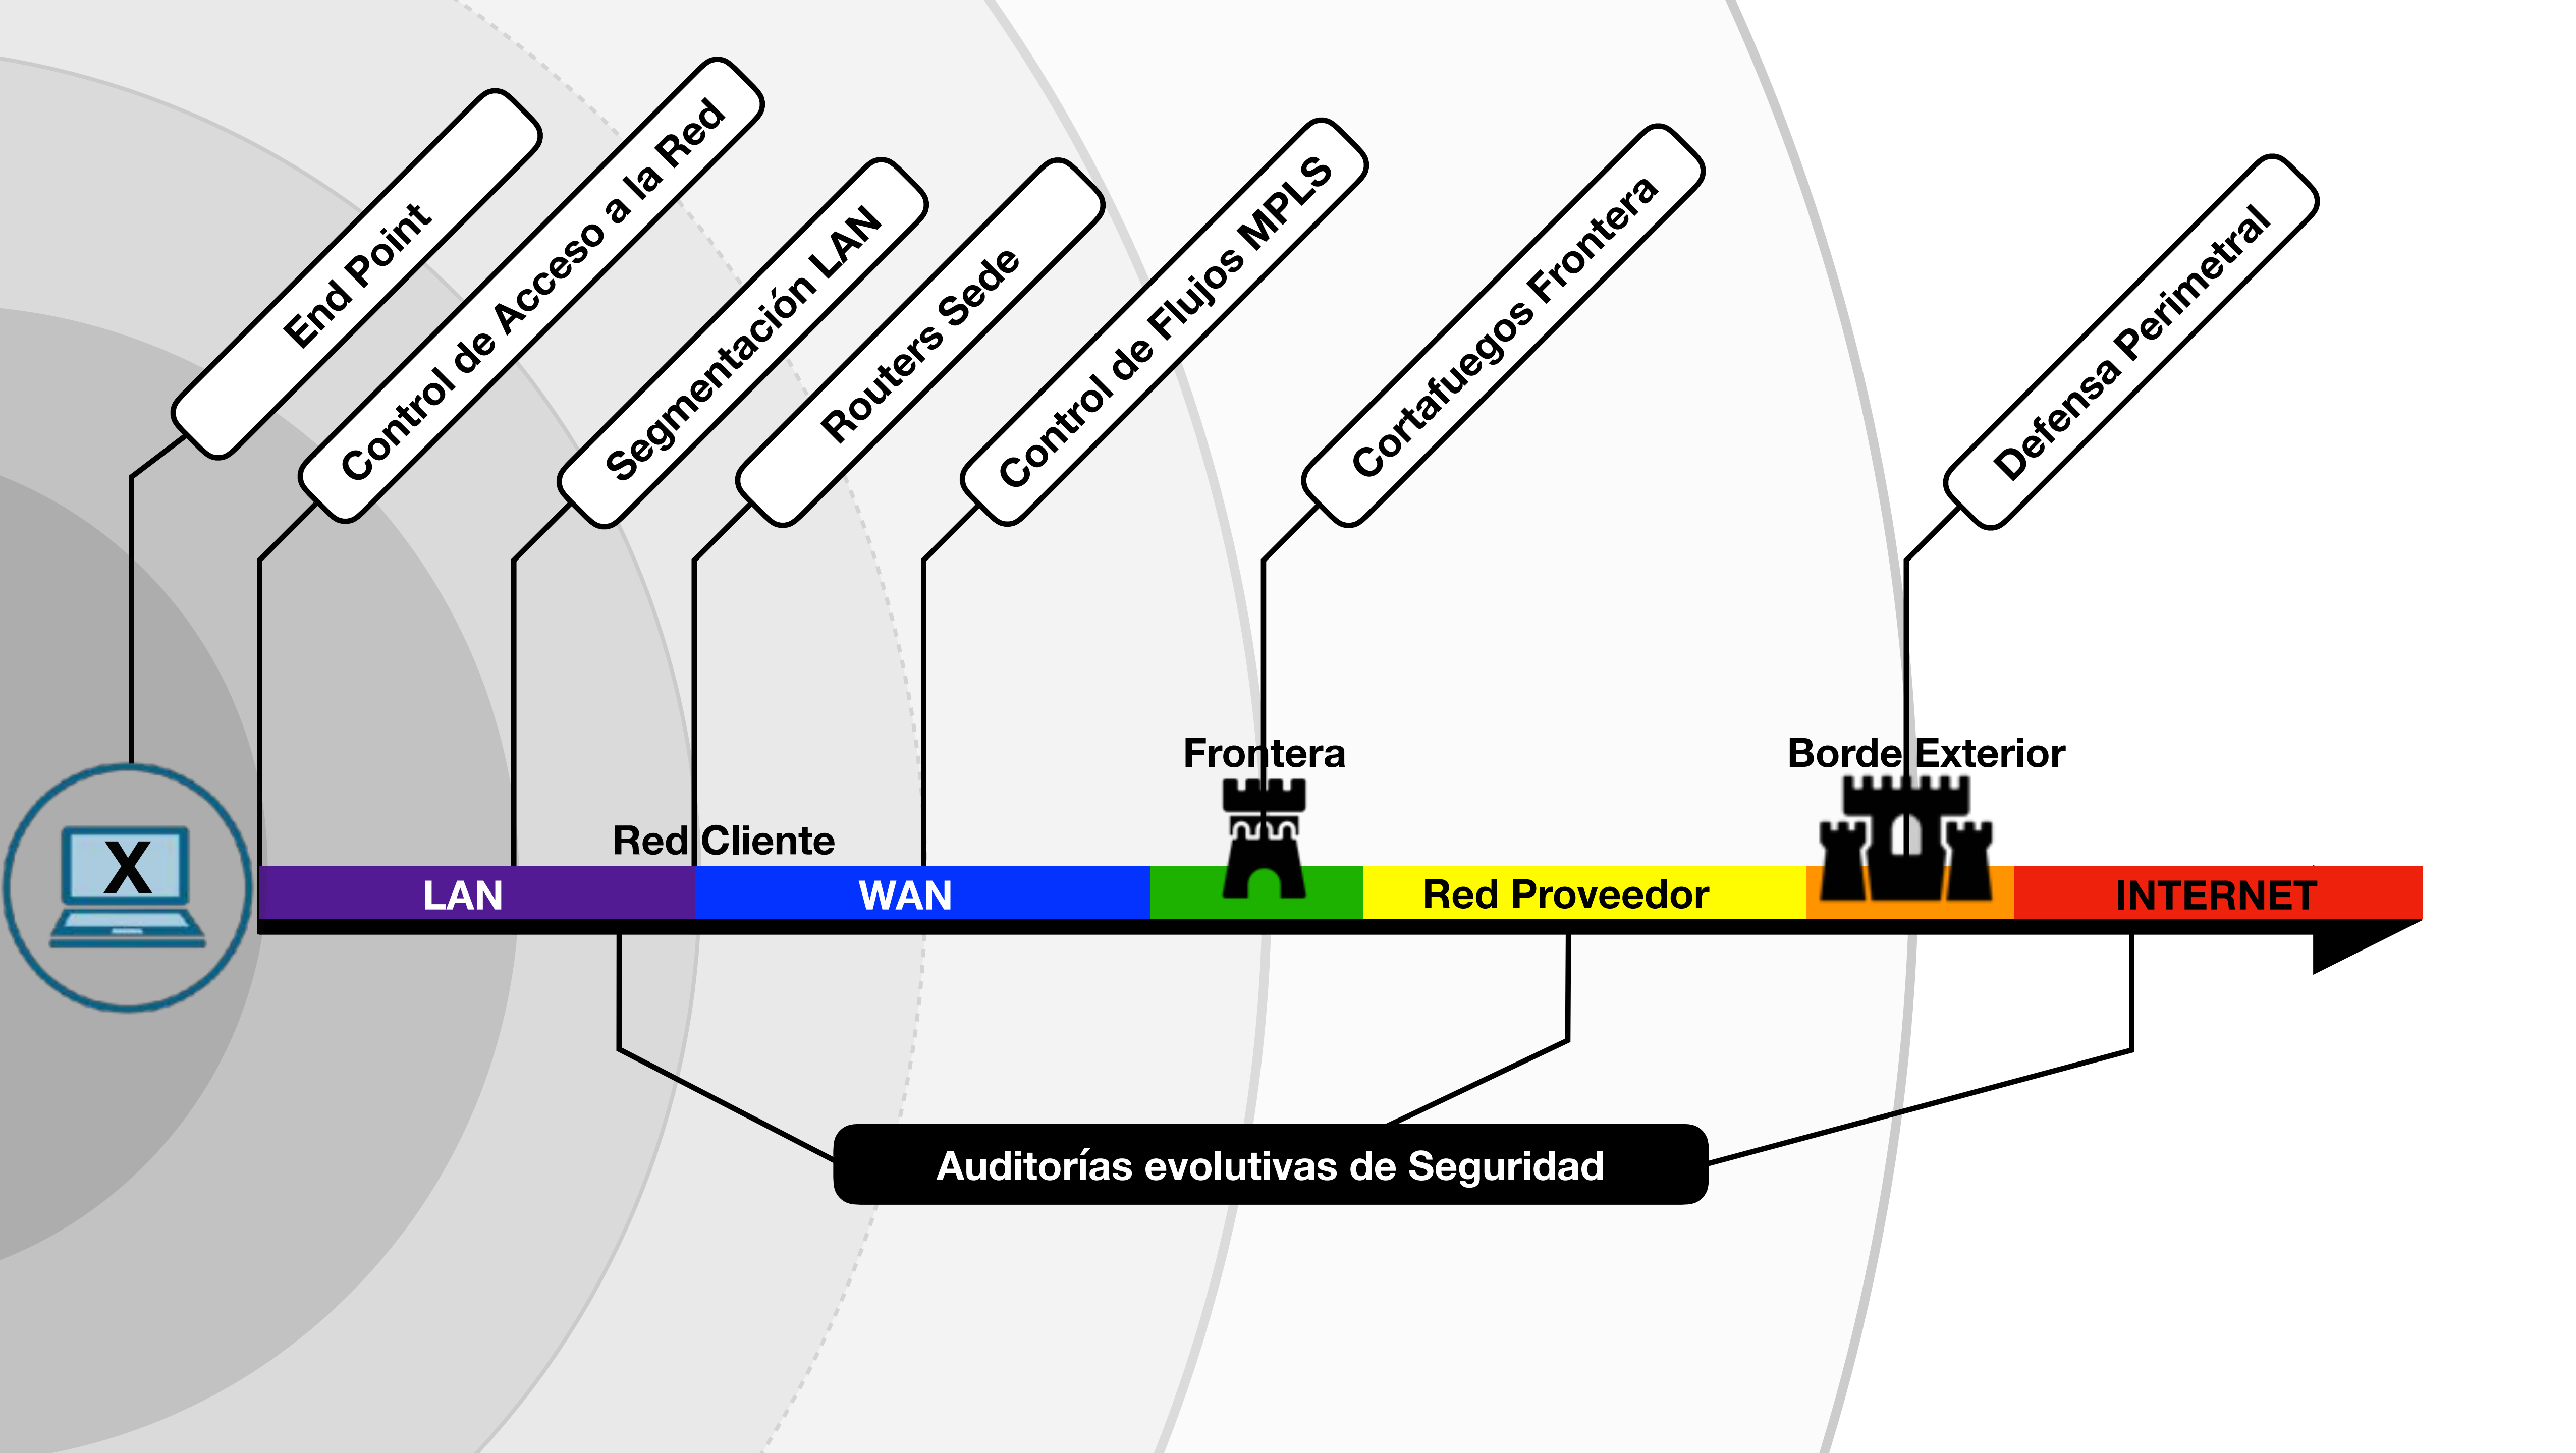 End Point
Control de Acceso a la Red
Segmentación LAN
Routers Sede
Control de Flujos MPLS
Cortafuegos Frontera
Defensa Perimetral
Frontera
Borde Exterior
Red Cliente
X
LAN
WAN
Red Proveedor
INTERNET
Auditorías evolutivas de Seguridad